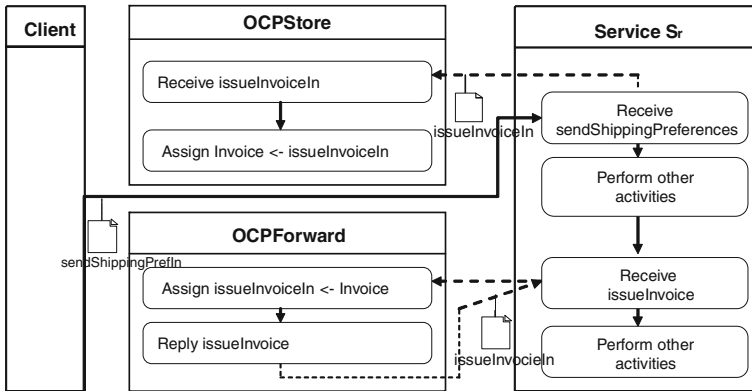 Client
OCPStore
Service Sr
Receive issueInvoiceIn
Assign Invoice <- issueInvoiceIn
issueInvoiceIn
Receive
sendShippingPreferences
Perform other
activities
sendShippingPrefIn
OCPForward
Assign issueInvoiceIn <- Invoice
Reply issueInvoice
issueInvocieIn
Receive
issueInvoice
Perform other
activities